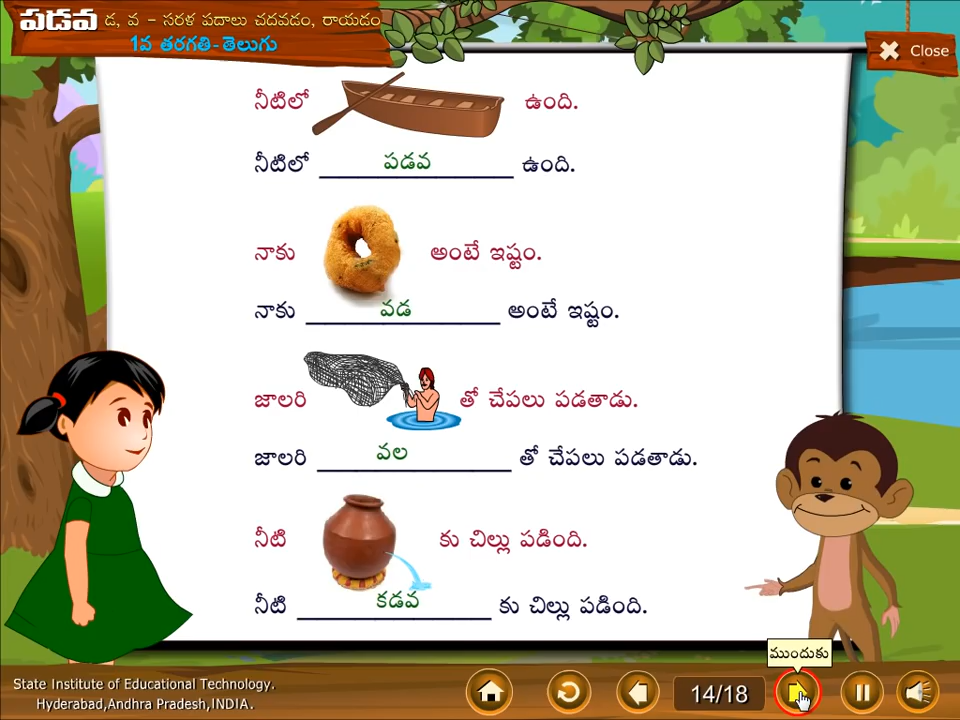 పడవ డ, వ - సరళ పదాలు చదవడం, రాయడం
1వ తరగతి-తెలుగు
Close
నీటిలో ఉంది.
నీటిలో పడవ ఉంది.
నాకు అంటే ఇష్టం.
నాకు వడ అంటే ఇష్టం.
జాలరి తో చేపలు పడతాడు.
జాలరి వల తో చేపలు పడతాడు.
నీటి కు చిల్లు పడింది.
నీటి కడవ కు చిల్లు పడింది.
ముందుకు
State Institute of Educational Technology.
Hyderabad,Andhra Pradesh,INDIA.
14/18